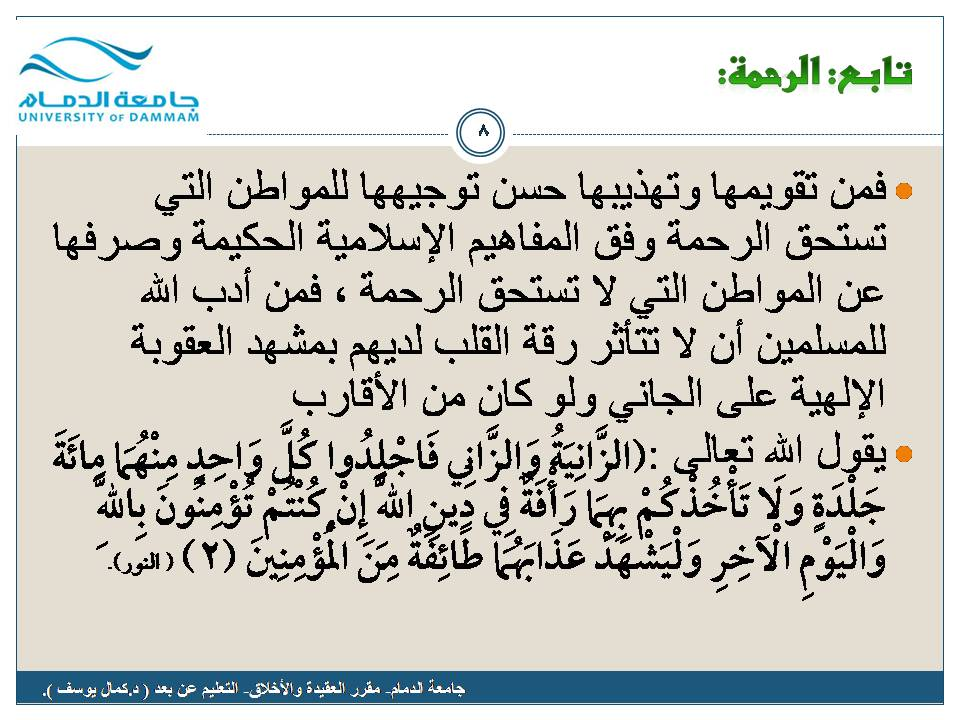 جامعة الدمام
UNIVERSITY OF DAMMAM
تابع: الرحمة:
٨
فمن تقويمها وتهذيبها حسن توجيهها للمواطن التي
تستحق الرحمة وفق المفاهيم الإسلامية الحكيمة وصرفها
عن المواطن التي لا تستحق الرحمة ، فمن أدب الله
للمسلمين أن لا تتأثر رقة القلب لديهم بمشهد العقوبة
الإلهية على الجاني ولو كان من الأقارب
يقول الله تعالى :(الزَّانِيَةُ وَالزَّانِي فَاجْلِدُوا كُلَّ وَاحِدٍ مِنْهُمَا مِائَةَ
جَلْدَةٍ وَلَا تَأْخُذْكُمْ بِهِمَا رَأْفَةٌ فِي دِينِ اللَّهِ إِنْ كُنْتُمْ تُؤْمِنُونَ بِاللَّهِ
وَالْيَوْمِ الْآخِرِ وَلْيَشْهَدْ عَذَابَهُمَا طَائِفَةٌ مِنَ الْمُؤْمِنِينَ (٢) ( النور).َ
جامعة الدمام- مقرر العقيدة والأخلاق- التعليم عن بعد ( د.كمال يوسف ).